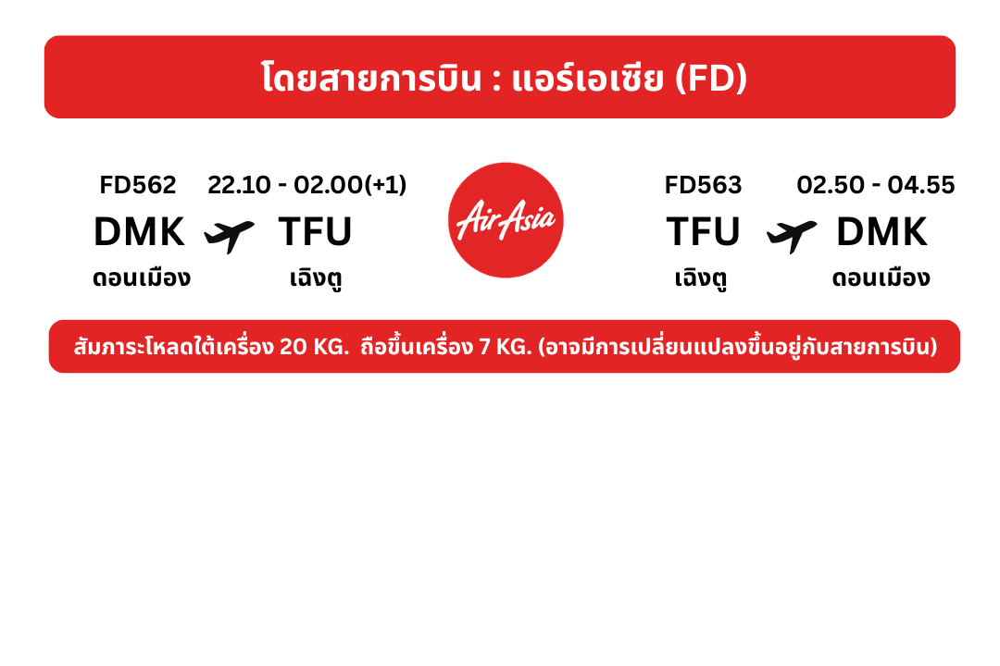 โดยสายการบิน : แอร์เอเซีย (FD)
FD562 22.10 - 02.00(+1)
DMK TFU
ดอนเมือง เฉิงตู
AirAsia
FD563 02.50 - 04.55
TFU DMK
เฉิงตู ดอนเมือง
สัมภาระโหลดใต้เครื่อง 20 KG. ถือขึ้นเครื่อง 7 KG. (อาจมีการเปลี่ยนแปลงขึ้นอยู่กับสายการบิน)